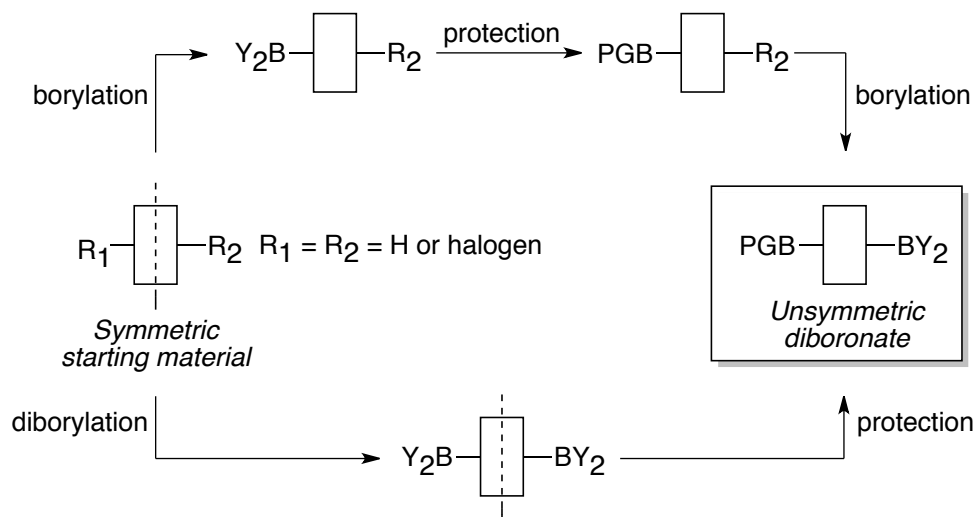 Y2B R2 protection PGB R2
borylation borylation
R1 R2 R1 = R2 = H or halogen PGB BY2
Symmetric
starting material
Unsymmetric
diboronate
diborylation protection
Y2B BY2